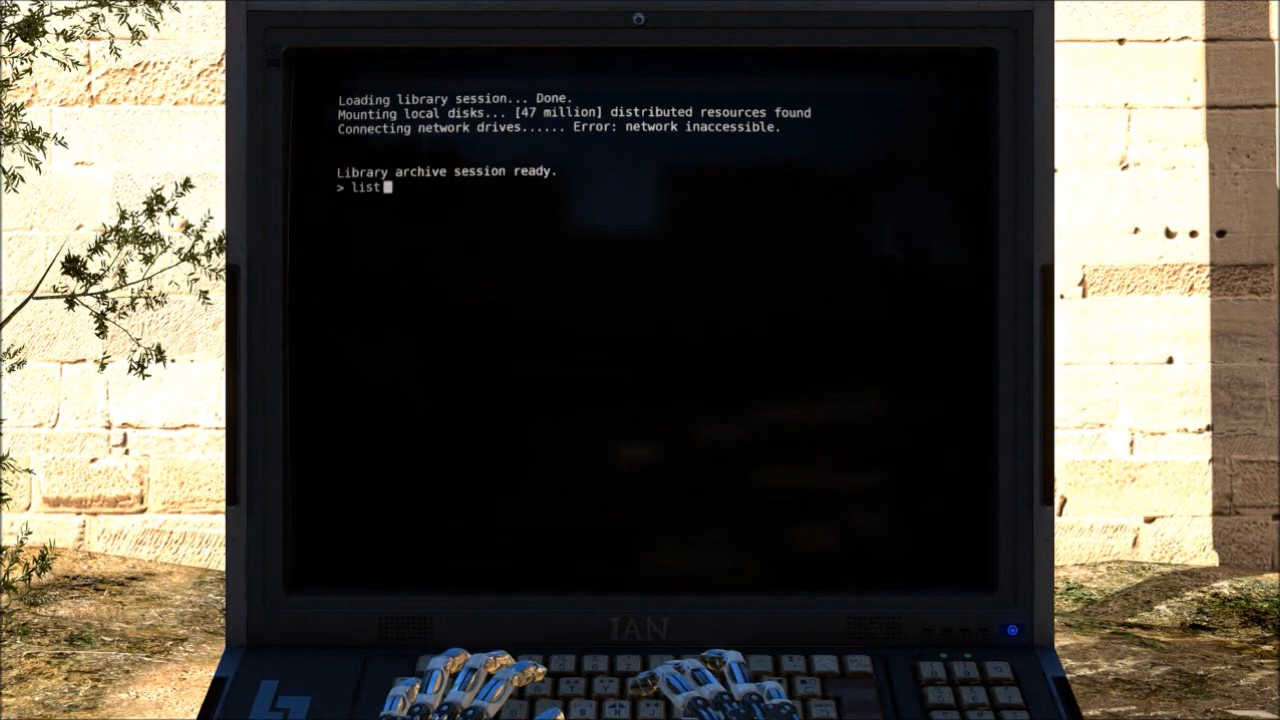 Loading library session... Done.
Mounting local disks... [47 million] distributed resources found
Connecting network drives...... Error: network inaccessible.
Library archive session ready.
> list
IAN